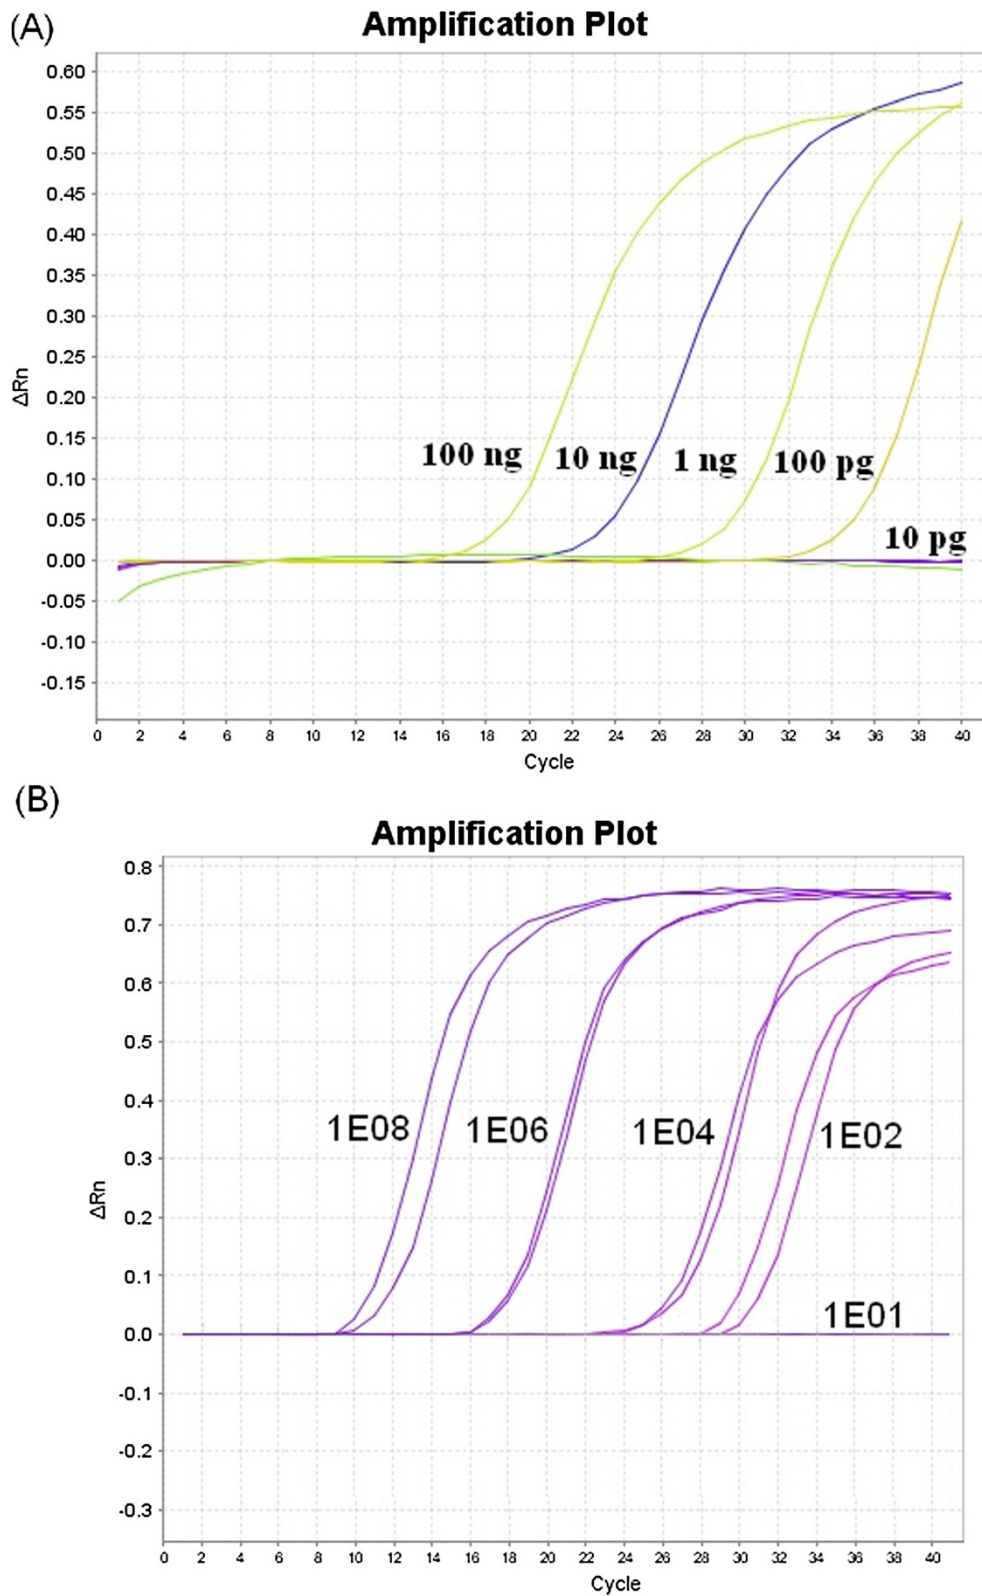 (A)
Amplification Plot
0.60
0.55
0.50
0.45
0.40
0.35
0.30
0.25
0.20
0.15
0.10
0.05
0.00
-0.05
-0.10
-0.15
ΔRn
100 ng 10 ng 1 ng 100 pg
10 pg
0 2 4 6 8 10 12 14 16 18 20 22 24 26 28 30 32 34 36 38 40
Cycle
(B)
Amplification Plot
0.8
0.7
0.6
0.5
0.4
0.3
0.2
0.1
0.0
-0.1
-0.2
-0.3
ΔRn
1E08 1E06 1E04 1E02
1E01
0 2 4 6 8 10 12 14 16 18 20 22 24 26 28 30 32 34 36 38 40
Cycle